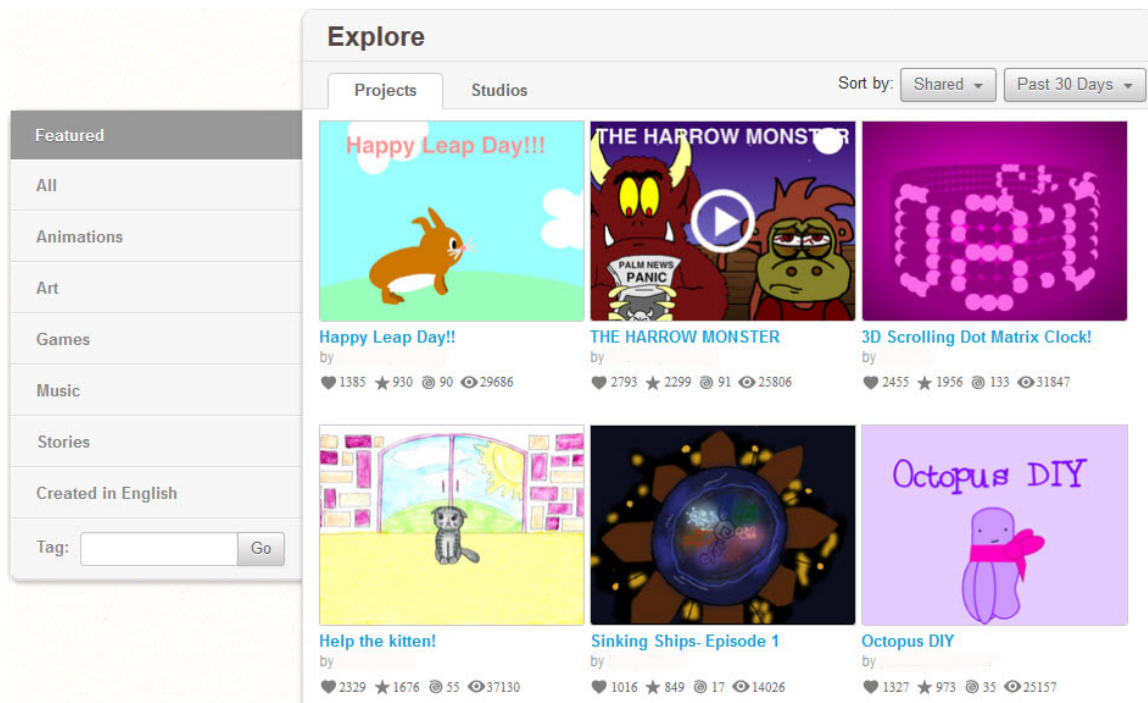 Explore
Projects
Studios
Sort by:
Shared
Past 30 Days
Featured
All
Animations
Art
Games
Music
Stories
Created in English
Tag:
Go
Happy Leap Day!!!
THE HARROW MONSTER
PALM NEWS
PANIC
Happy Leap Day!!
by
1385 930 90 29686
THE HARROW MONSTER
by
2793 2299 91 25806
3D Scrolling Dot Matrix Clock!
by
2455 1956 133 31847
Octopus DIY
Help the kitten!
by
2329 1676 55 37130
Sinking Ships- Episode 1
by
1016 849 17 14026
Octopus DIY
by
1327 973 35 25157